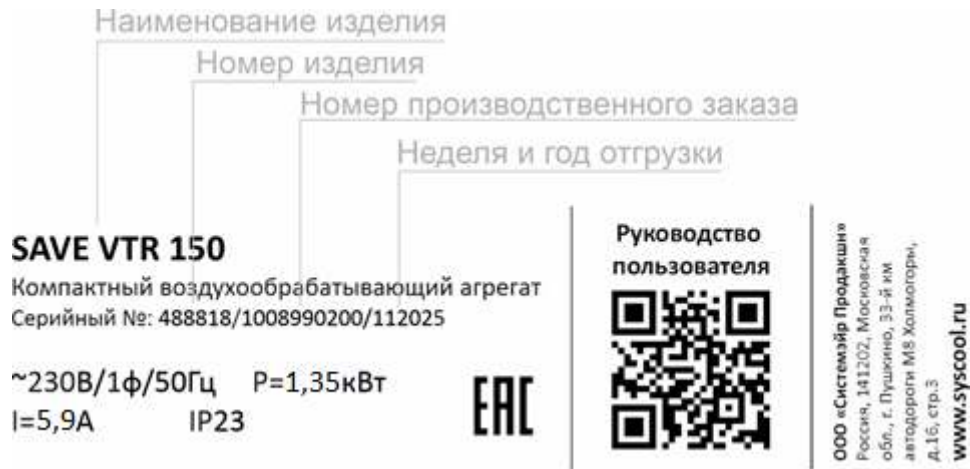 Наименование изделия
Номер изделия
Номер производственного заказа
Неделя и год отгрузки
SAVE VTR 150
Компактный воздухообрабатывающий агрегат
Серийный №: 488818/1008990200/112025
~230В/1ф/50Гц P=1,35кВт
I=5,9А IP23
EAC
Руководство
пользователя
ООО «Системэйр Продакшн»
Россия, 141202, Московская
обл., г. Пушкино, 33-й км
автодороги М8 Холмогоры,
д.16, стр.3
www.syscool.ru